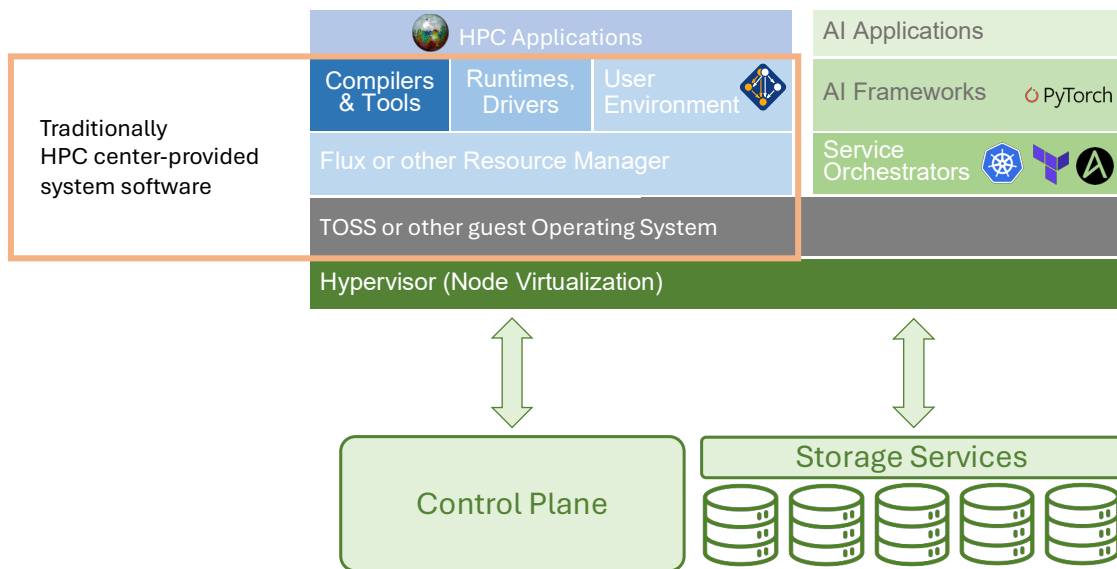 HPC Applications
AI Applications
Compilers
& Tools
Runtimes,
Drivers
User
Environment
AI Frameworks
PyTorch
Traditionally
HPC center-provided
system software
Flux or other Resource Manager
Service
Orchestrators
TOSS or other guest Operating System
Hypervisor (Node Virtualization)
Control Plane
Storage Services